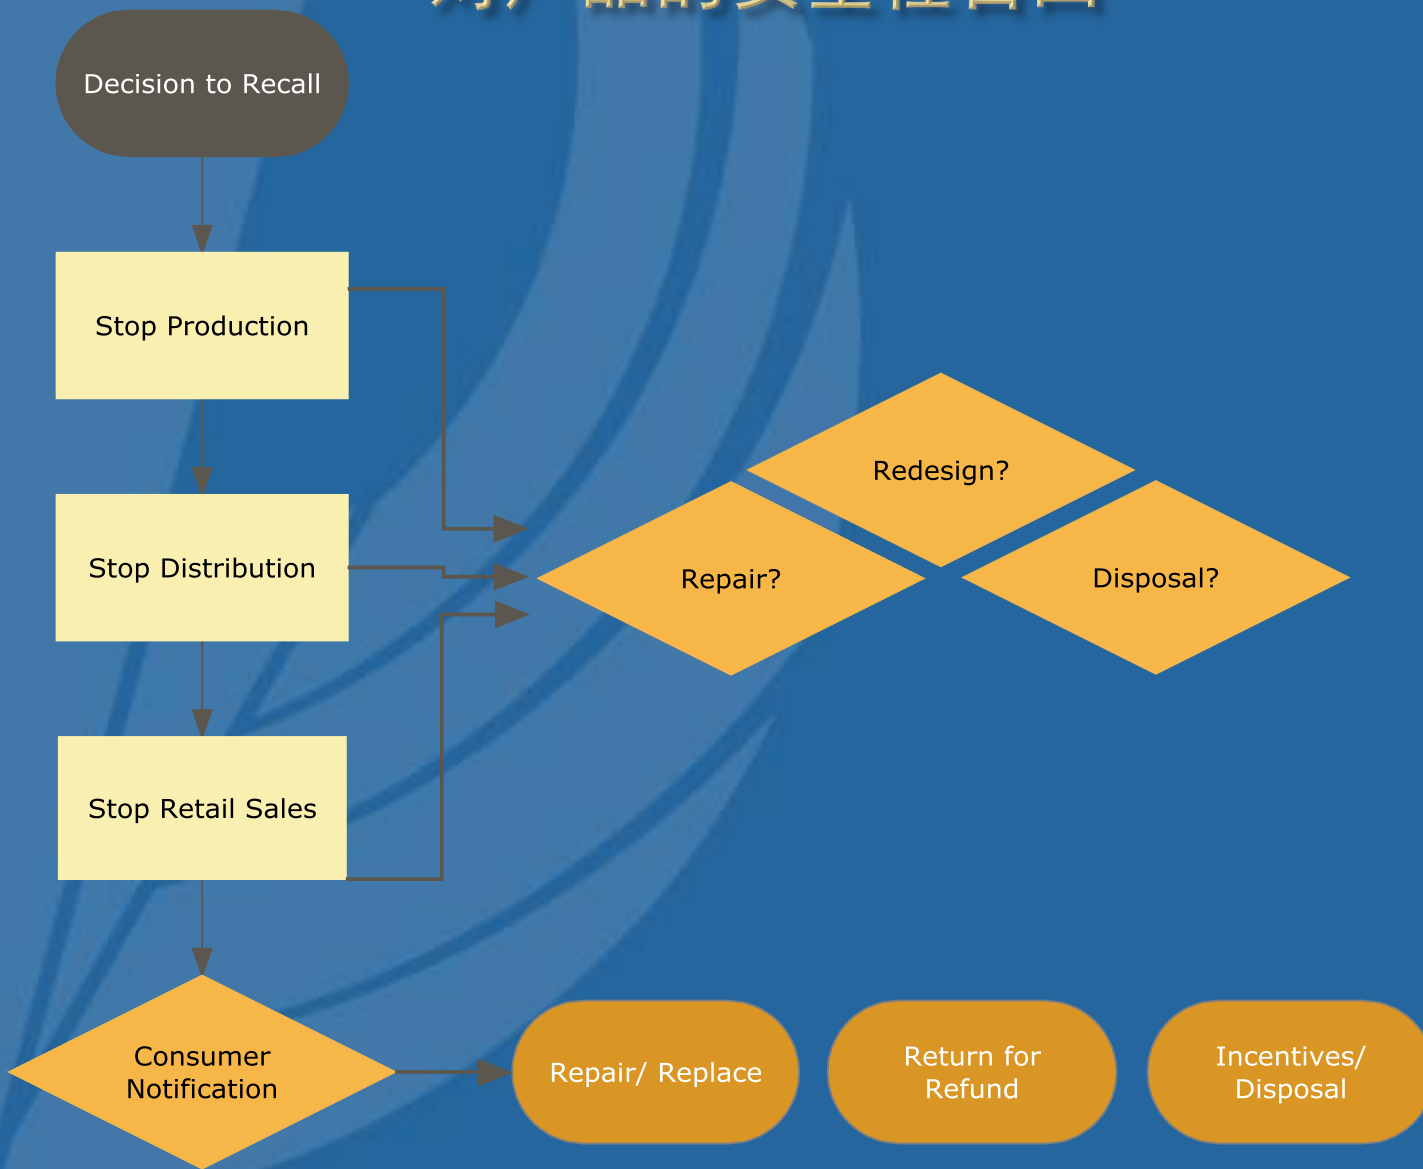 Decision to Recall
Stop Production
Redesign?
Stop Distribution
Repair?
Disposal?
Stop Retail Sales
Consumer
Notification
Repair/ Replace
Return for
Refund
Incentives/
Disposal